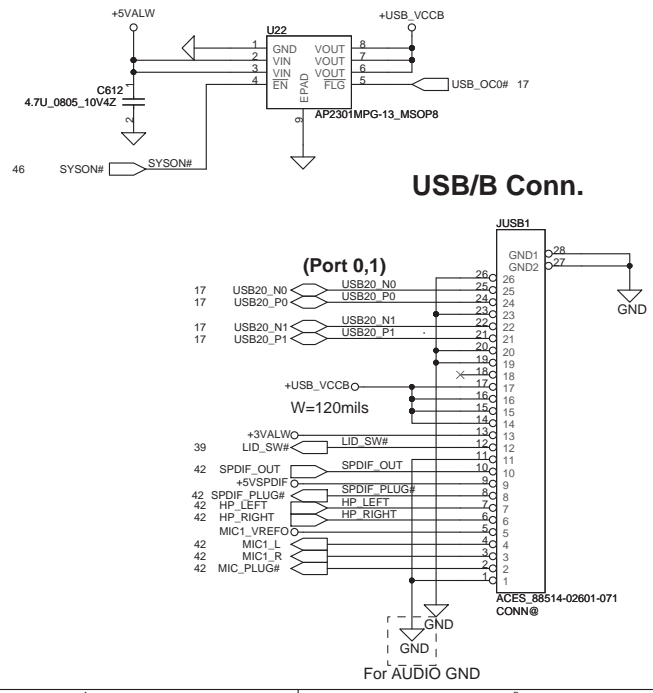 +5VALW
+USB_VCCB
U22
1 GND VOUT 8
2 VIN VOUT 7
3 VIN VOUT 6
4 EN FLG 5
EPAD
9
USB_OC0# 17
AP2301MPG-13_MSOP8
1
C612
4.7U_0805_10V4Z
2
46 SYSON# SYSON#
USB/B Conn.
JUSB1
GND1 28
GND2 27
GND
(Port 0,1)
26 26
17 USB20_N0 USB20_N0 25 25
17 USB20_P0 USB20_P0 24 24
23 23
17 USB20_N1 USB20_N1 22 22
17 USB20_P1 USB20_P1 21 21
20 20
19 19
18 18
+USB_VCCB 17 17
16 16
W=120mils 15 15
14 14
+3VALW 13 13
39 LID_SW# LID_SW# 12 12
11 11
42 SPDIF_OUT SPDIF_OUT 10 10
+5VSPDIF 9 9
42 SPDIF_PLUG# SPDIF_PLUG# 8 8
42 HP_LEFT HP_LEFT 7 7
42 HP_RIGHT HP_RIGHT 6 6
MIC1_VREFO 5 5
42 MIC1_L 4 4
42 MIC1_R 3 3
42 MIC_PLUG# 2 2
1 1
ACES_88514-02601-071
CONN@
GND
GND
For AUDIO GND